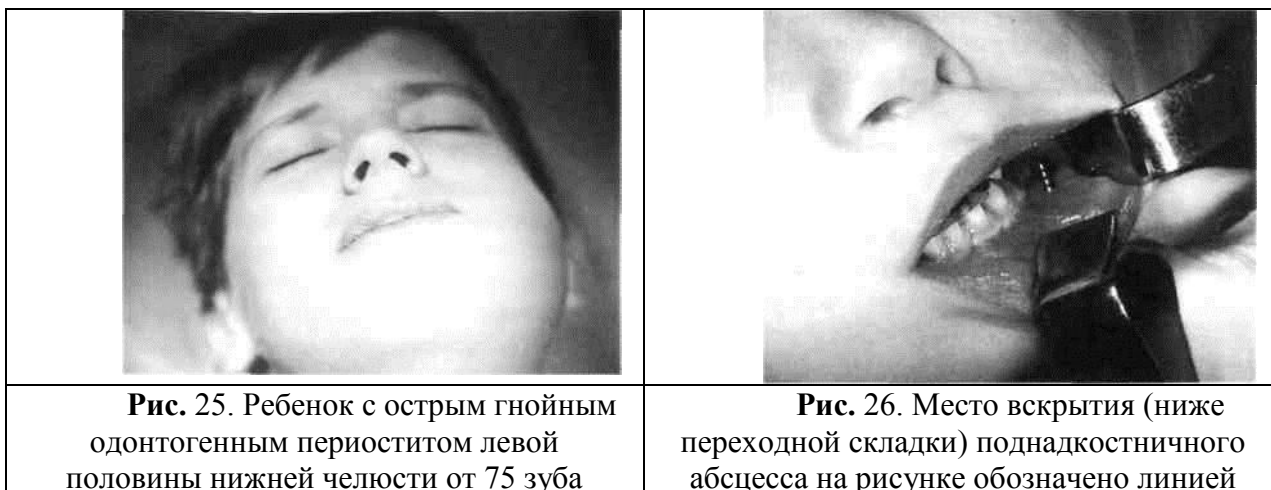 Рис. 25. Ребенок с острым гнойным
одонтогенным периоститом левой
половины нижней челюсти от 75 зуба
Рис. 26. Место вскрытия (ниже
переходной складки) поднадкостничного
абсцесса на рисунке обозначено линией